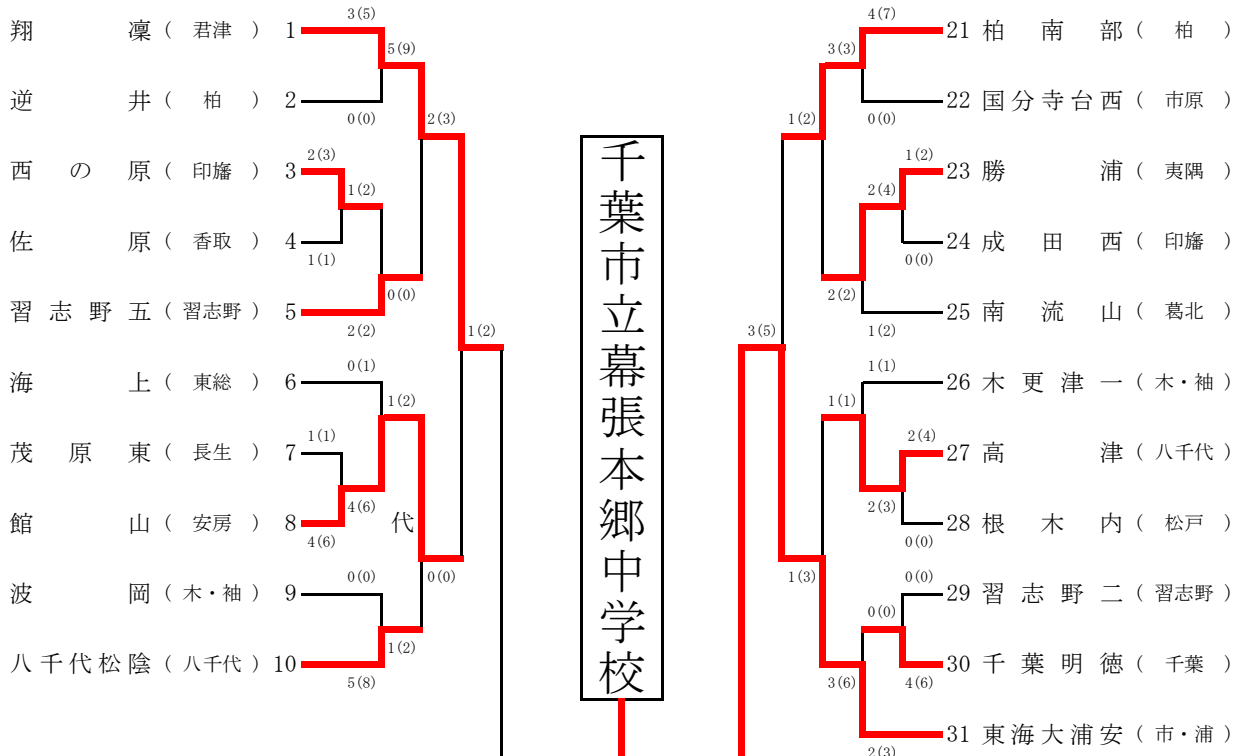 翔凜（君津）1
逆井（柏）2
西の原（印旛）3
佐原（香取）4
習志野五（習志野）5
海上（東総）6
茂原東（長生）7
館山（安房）8
波岡（木・袖）9
八千代松陰（八千代）10
3(5)
5(9)
0(0)
2(3)
2(3)
1(2)
1(1)
0(0)
2(2)
1(2)
0(1)
1(2)
1(1)
4(6)
代
4(6)
0(0)
0(0)
1(2)
5(8)
千葉市立幕張本郷中学校
4(7)
3(3)
0(0)
1(2)
1(2)
2(4)
0(0)
2(2)
1(2)
3(5)
1(1)
1(1)
2(4)
2(3)
0(0)
1(3)
0(0)
0(0)
3(6)
4(6)
2(3)
21 柏南部（柏）
22 国分寺台西（市原）
23 勝浦（夷隅）
24 成田西（印旛）
25 南流山（葛北）
26 木更津一（木・袖）
27 高津（八千代）
28 根木内（松戸）
29 習志野二（習志野）
30 千葉明徳（千葉）
31 東海大浦安（市・浦）